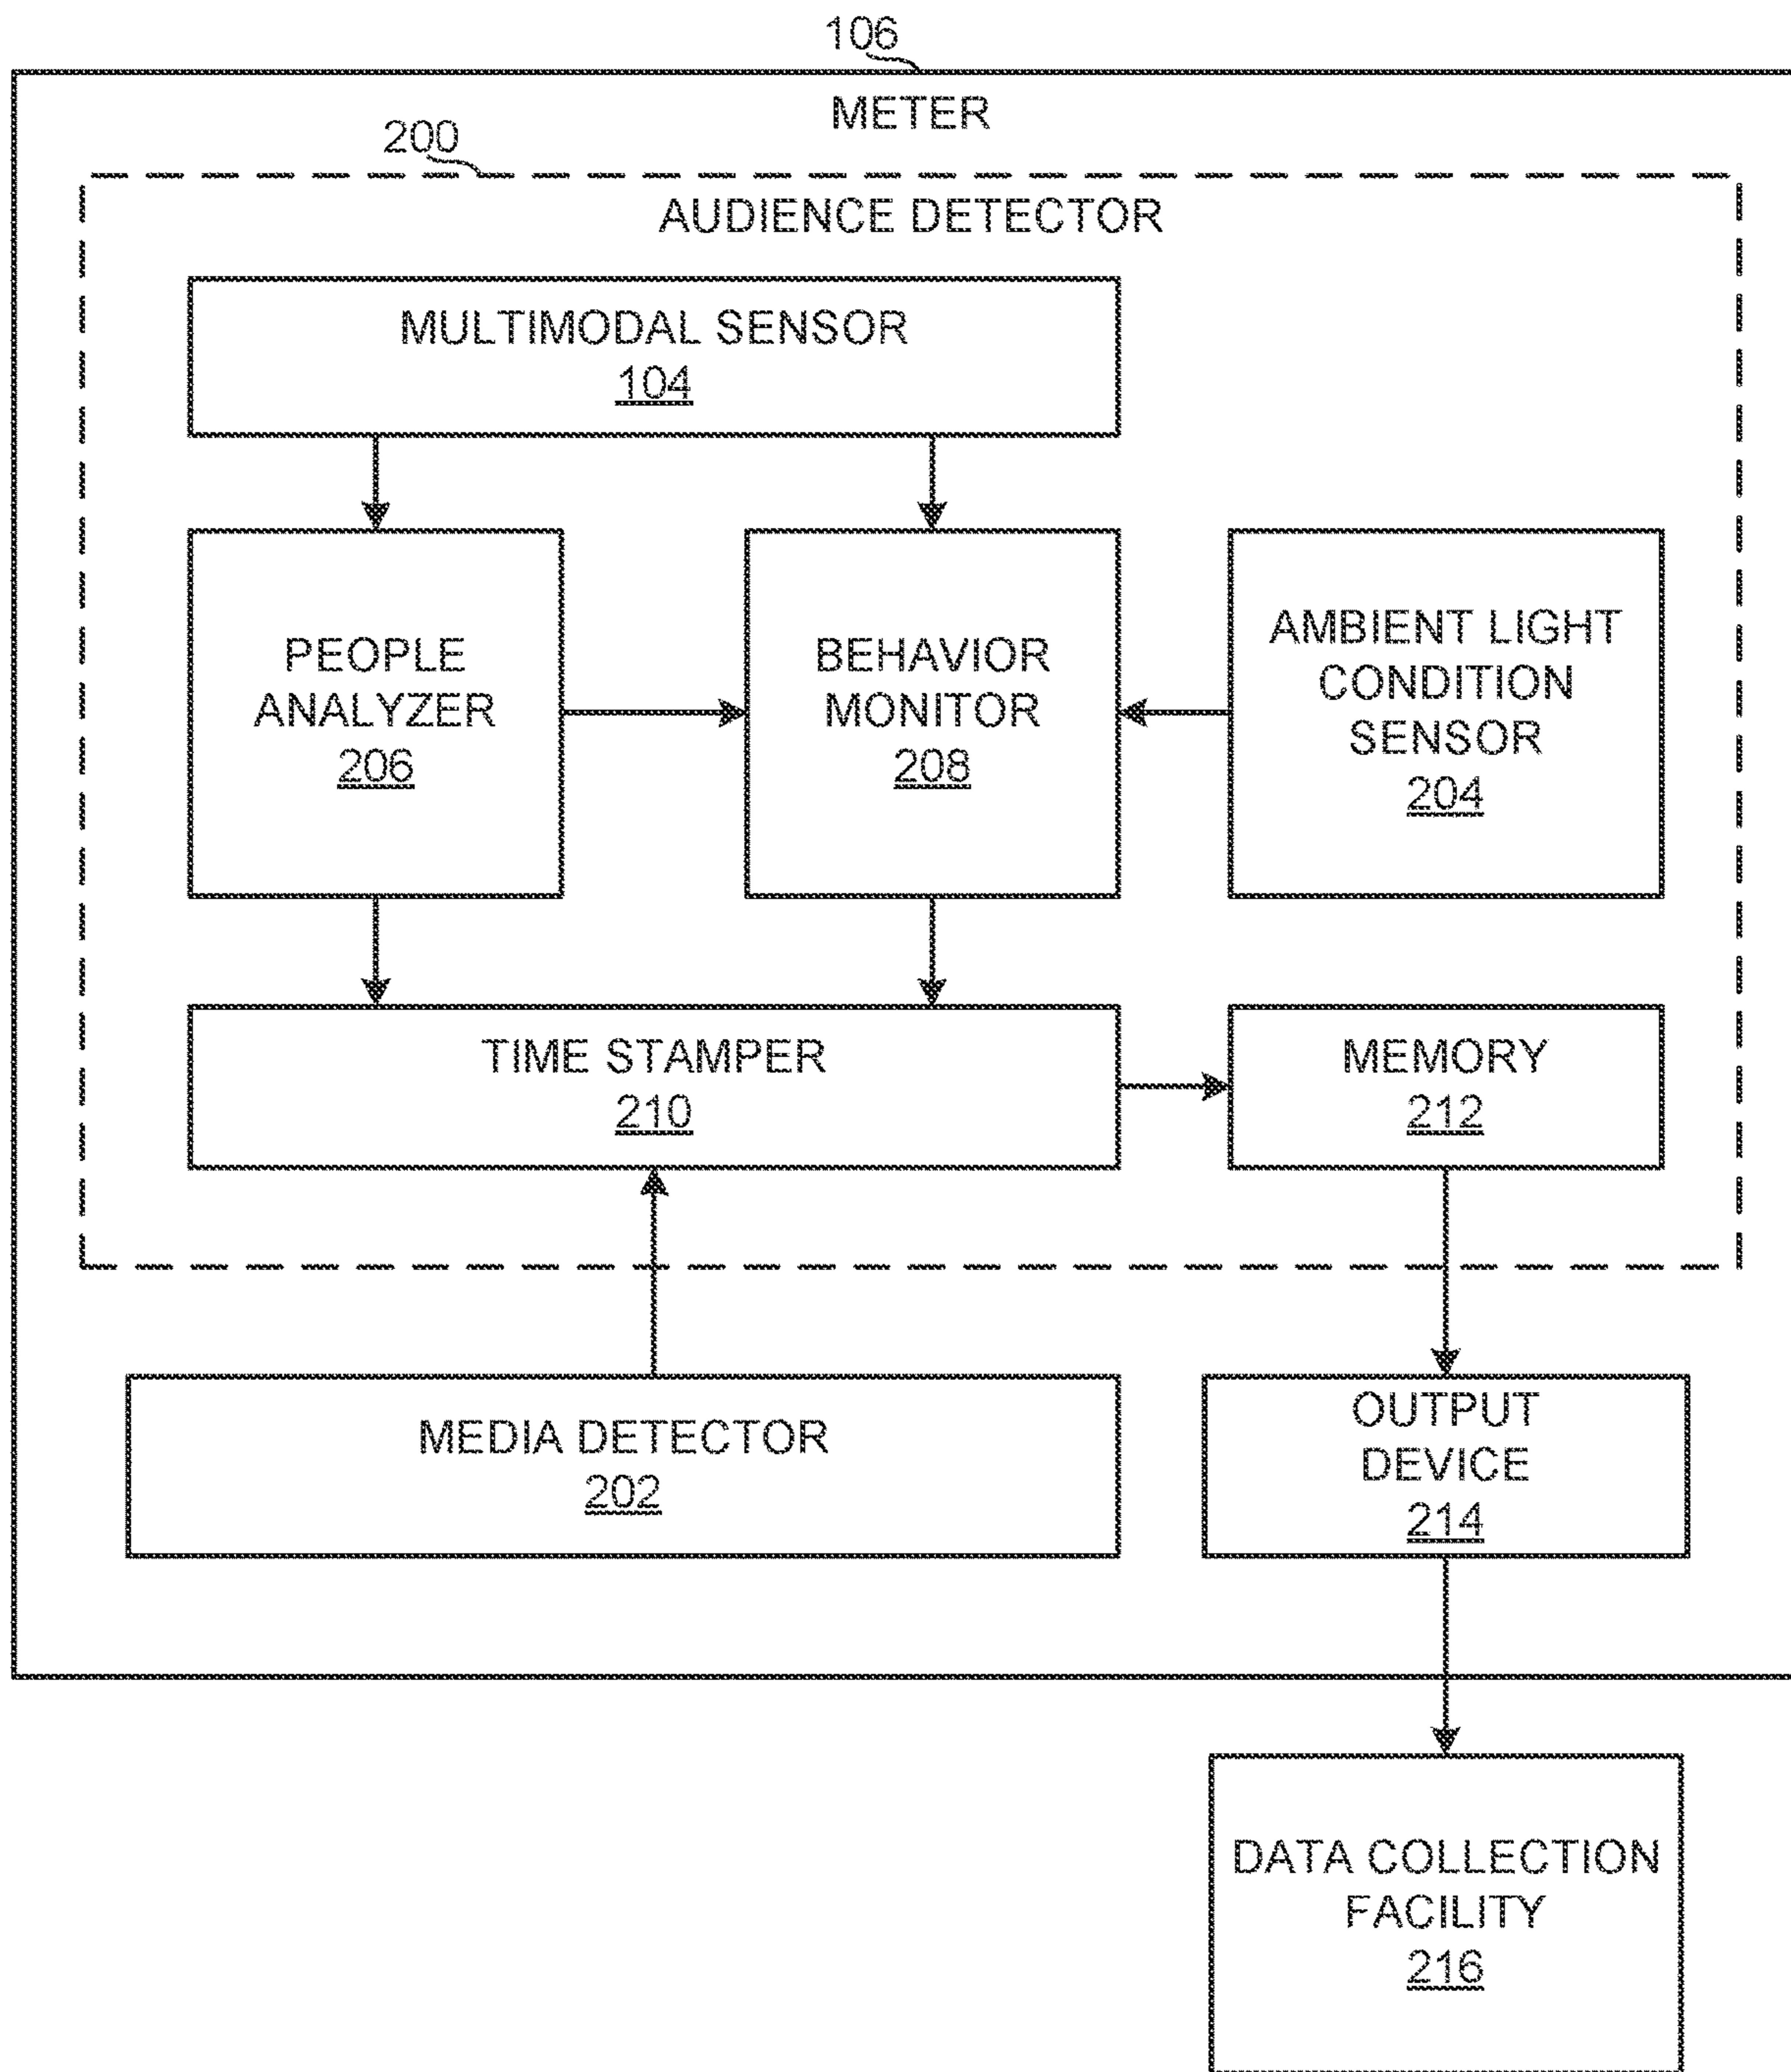 106
METER
200
AUDIENCE DETECTOR
MULTIMODAL SENSOR
104
PEOPLE
ANALYZER
206
BEHAVIOR
MONITOR
208
AMBIENT LIGHT
CONDITION
SENSOR
204
TIME STAMPER
210
MEMORY
212
MEDIA DETECTOR
202
OUTPUT
DEVICE
214
DATA COLLECTION
FACILITY
216